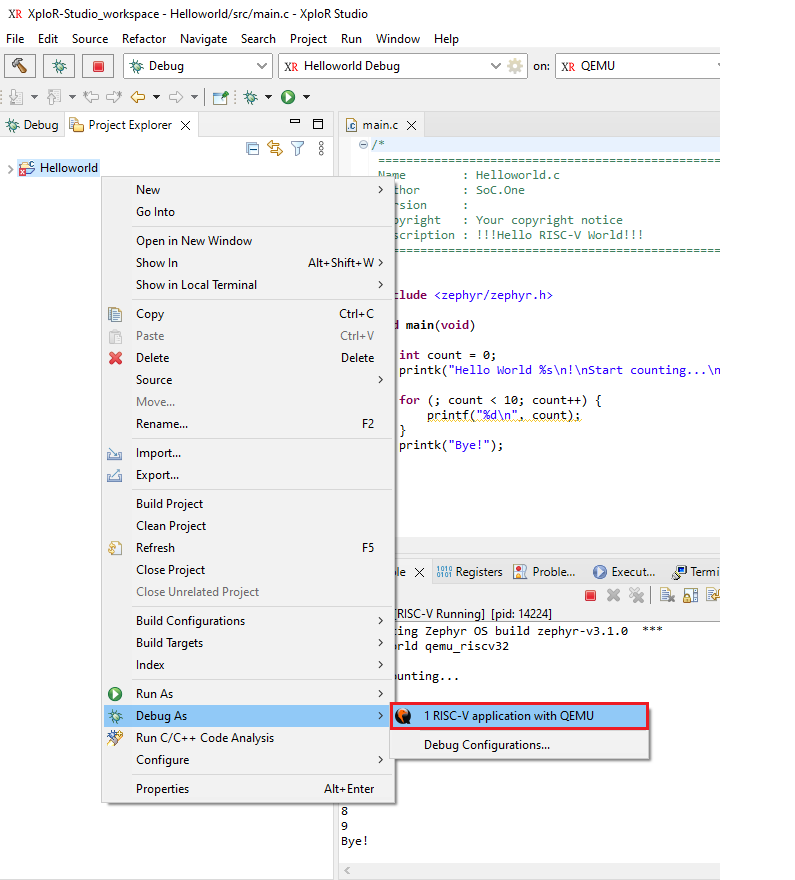 XR XploR-Studio_workspace - Helloworld/src/main.c - XploR Studio
File Edit Source Refactor Navigate Search Project Run Window Help
Debug XR Helloworld Debug on: XR QEMU
Debug Project Explorer main.c
Helloworld
/*
Name : Helloworld.c
thor : SoC.One
rsion :
pyright : Your copyright notice
scription : !!!Hello RISC-V World!!!
clude <zephyr/zephyr.h>
d main(void)
int count = 0;
printk("Hello World %s\n!\nStart counting...\n
for (; count < 10; count++) {
printf("%d\n", count);
}
printk("Bye!");
New
Go Into
Open in New Window
Show In Alt+Shift+W
Show in Local Terminal
Copy Ctrl+C
Paste Ctrl+V
Delete Delete
Source
Move...
Rename... F2
Import...
Export...
Build Project
Clean Project
Refresh F5
Close Project
Close Unrelated Project
Build Configurations
Build Targets
Index
Run As
Debug As
Run C/C++ Code Analysis
Configure
Properties Alt+Enter
1 RISC-V application with QEMU
Debug Configurations...
le Registers Proble... Execut... Termi
[RISC-V Running] [pid: 14224]
ting Zephyr OS build zephyr-v3.1.0 ***
rld qemu_riscv32
ounting...
8
9
Bye!